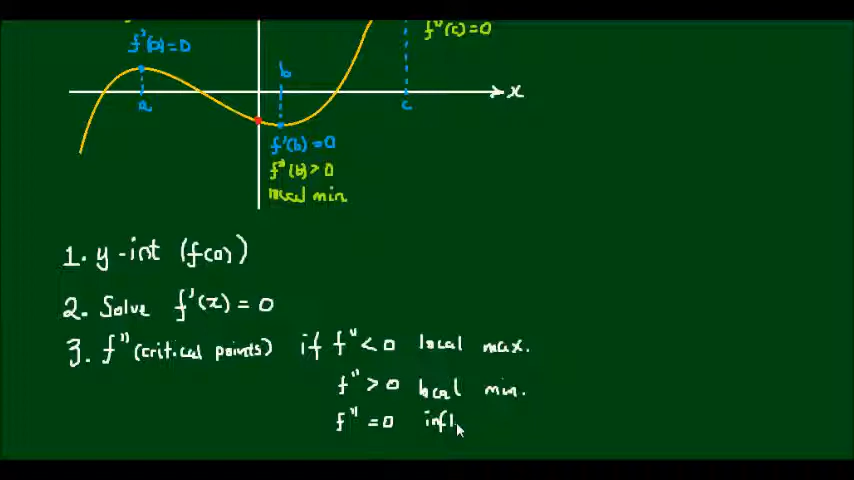 f"(c)=0
f'(a)=0
b
x
a
c
f'(b)=0
f"(b)>0
local min
1. y-int (f(0))
2. Solve f'(x) = 0
3. f" (critical points) if f" < 0 local max.
f" > 0 local min.
f" = 0 infl